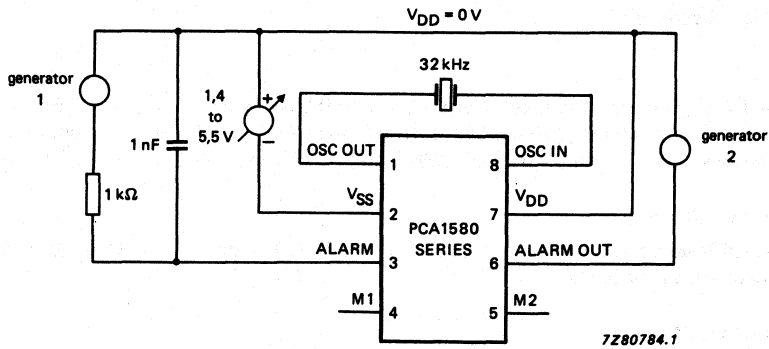 V_DD = 0 V
generator
1
1 nF
1 kΩ
1,4
to
5,5 V
+
−
32 kHz
OSC OUT
1
8
OSC IN
V_SS
2
7
V_DD
PCA1580
SERIES
ALARM
3
6
ALARM OUT
M1
4
5
M2
generator
2
7Z80784.1